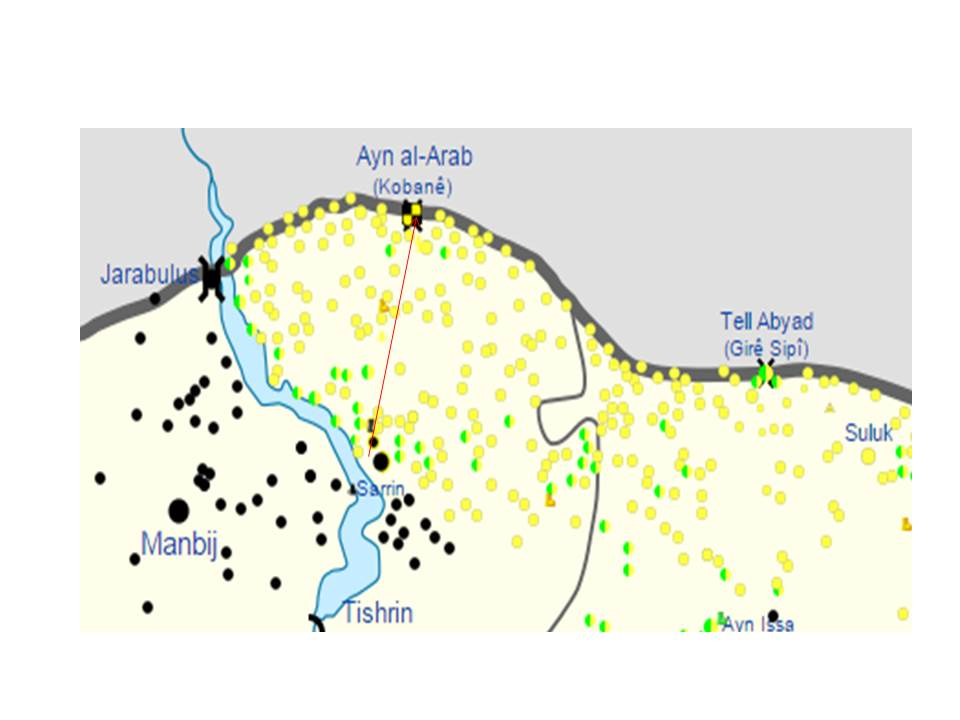 Ayn al-Arab
(Kobanê)
Jarabulus
Tell Abyad
(Girê Sipî)
Suluk
Sarrin
Manbij
Tishrin
Ayn Issa